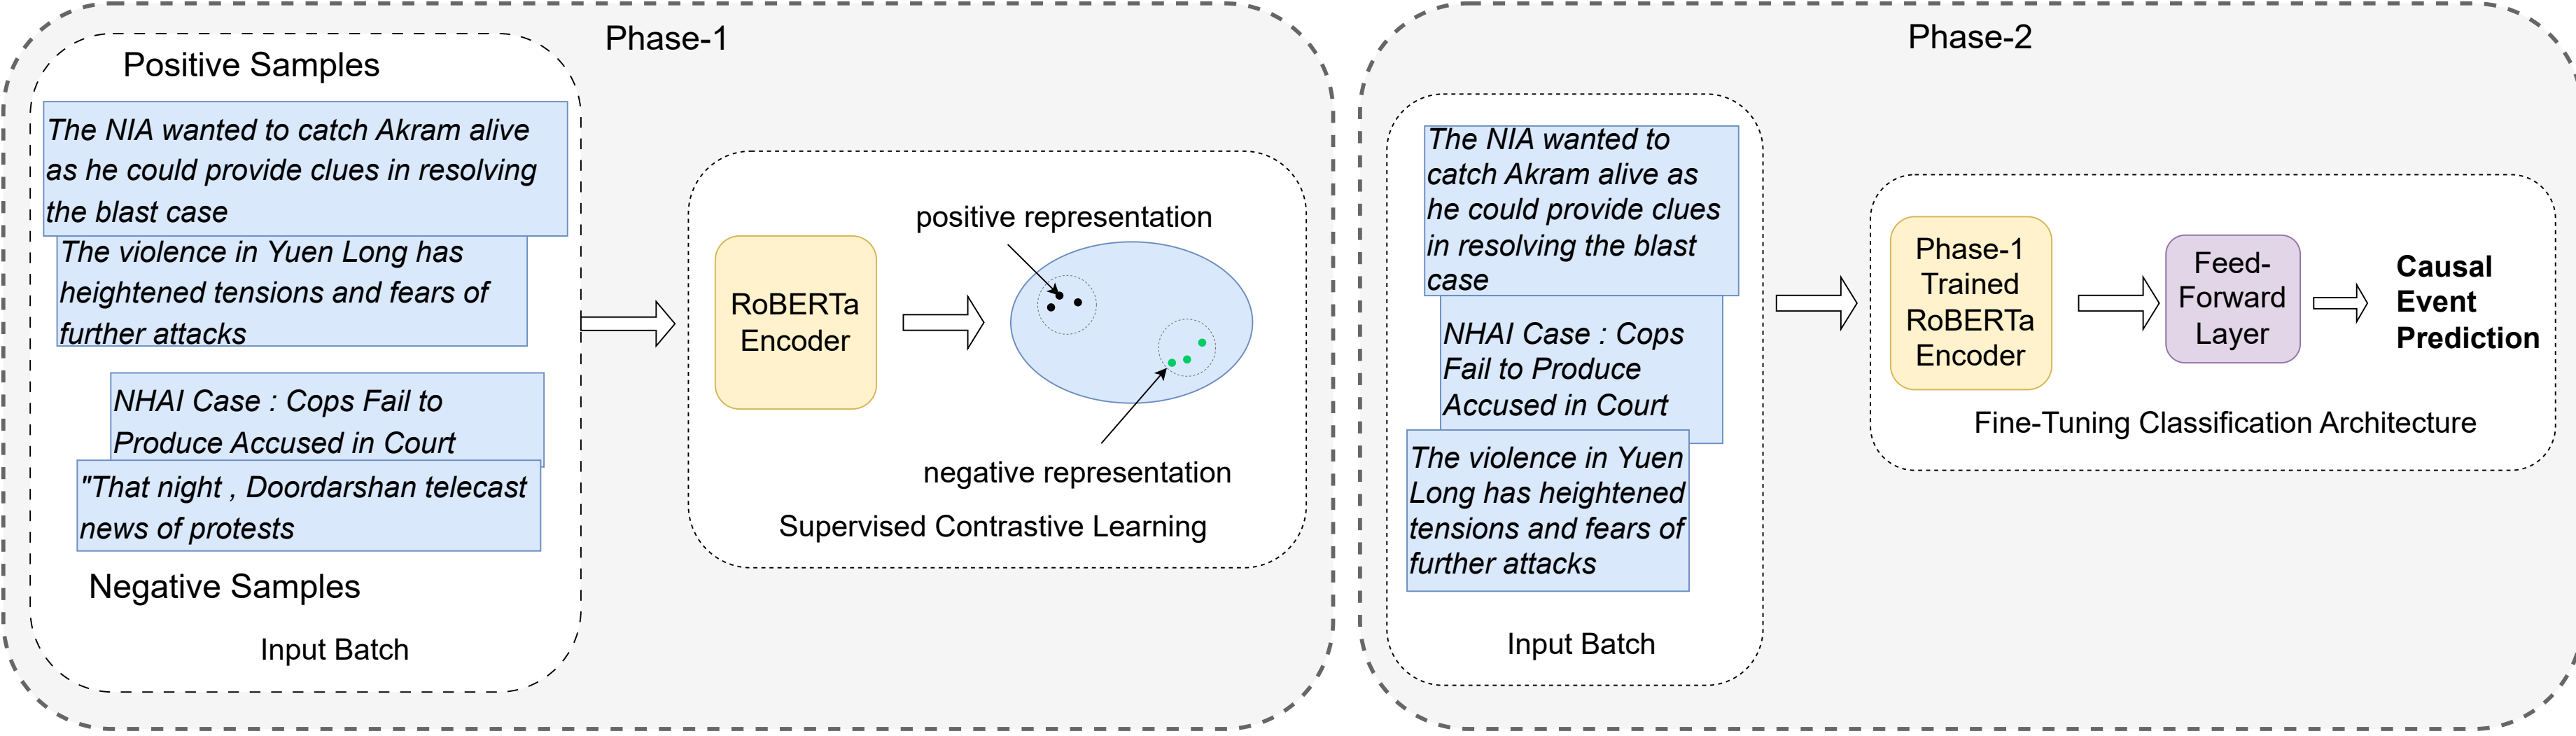 Phase-1
Positive Samples
The NIA wanted to catch Akram alive
as he could provide clues in resolving
the blast case
The violence in Yuen Long has
heightened tensions and fears of
further attacks
NHAI Case : Cops Fail to
Produce Accused in Court
"That night , Doordarshan telecast
news of protests
Negative Samples
Input Batch
RoBERTa
Encoder
positive representation
negative representation
Supervised Contrastive Learning
Phase-2
The NIA wanted to
catch Akram alive as
he could provide clues
in resolving the blast
case
NHAI Case : Cops
Fail to Produce
Accused in Court
The violence in Yuen
Long has heightened
tensions and fears of
further attacks
Input Batch
Phase-1
Trained
RoBERTa
Encoder
Feed-
Forward
Layer
Causal
Event
Prediction
Fine-Tuning Classification Architecture